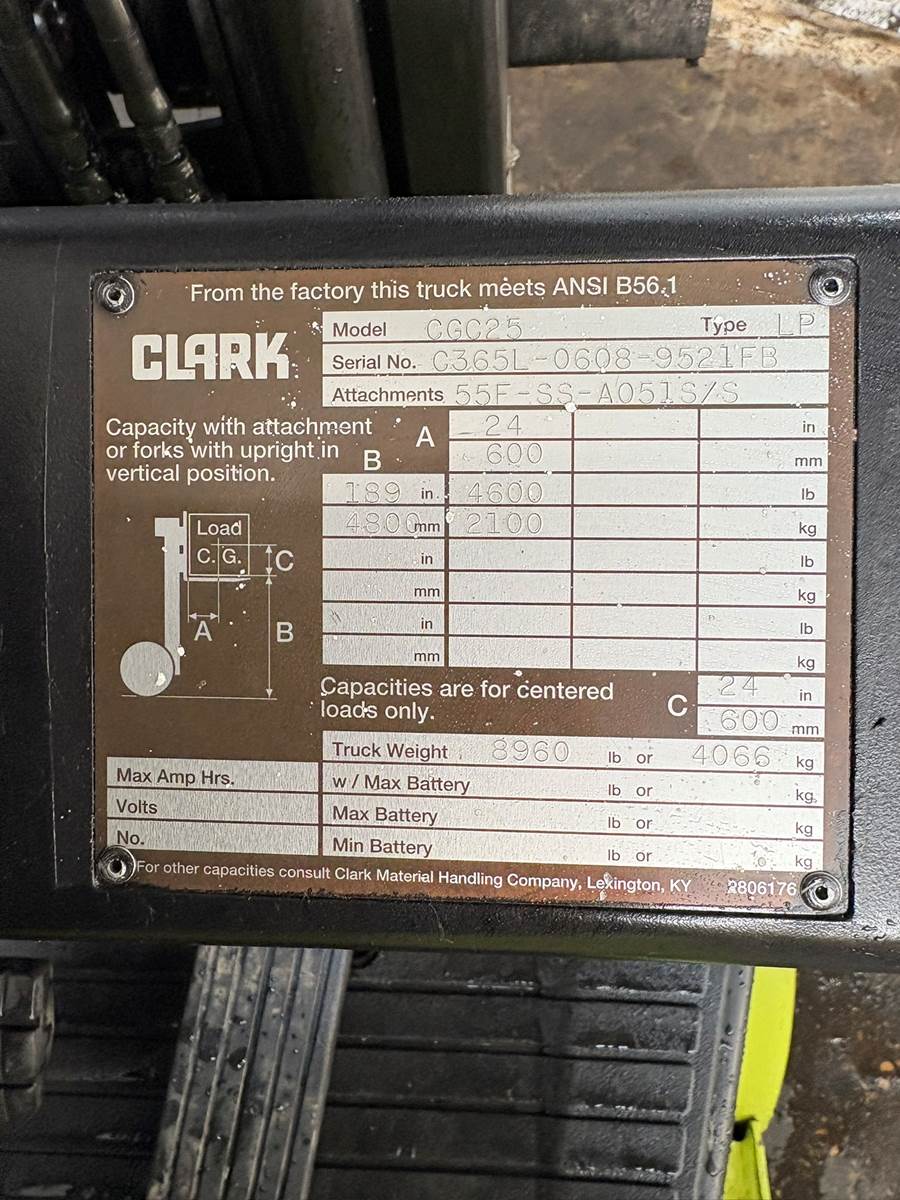 From the factory this truck meets ANSI B56.1
CLARK
Model CGC25 Type LP
Serial No. C365L-0608-9521FB
Attachments 55F-SS-A051S/S
Capacity with attachment
or forks with upright in
vertical position.
A 24 in
600 mm
B
189 in 4600 lb
4800 mm 2100 kg
in lb
mm kg
in lb
mm kg
Load
C. G.
C
A
B
Capacities are for centered
loads only.
C 24 in
600 mm
Truck Weight 8960 lb or 4066 kg
Max Amp Hrs.
Volts
No.
w / Max Battery lb or kg
Max Battery lb or kg
Min Battery lb or kg
For other capacities consult Clark Material Handling Company, Lexington, KY 2806176